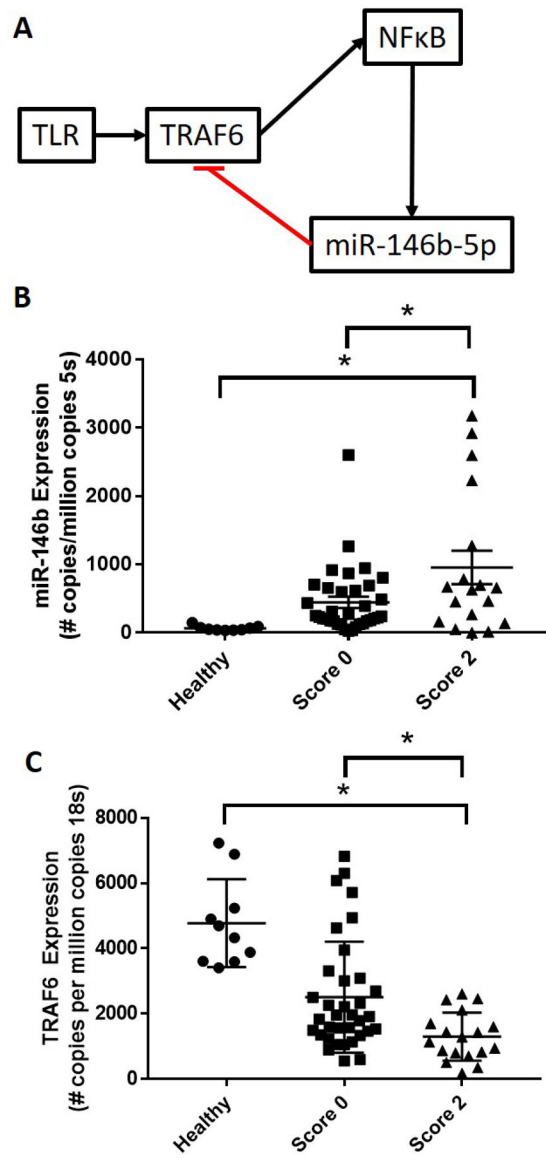 A
NFκB
TLR
TRAF6
miR-146b-5p
B
*
*
miR-146b Expression
(# copies/million copies 5s)
4000
3000
2000
1000
0
Healthy
Score 0
Score 2
C
*
*
TRAF6 Expression
(# copies per million copies 18s)
8000
6000
4000
2000
0
Healthy
Score 0
Score 2